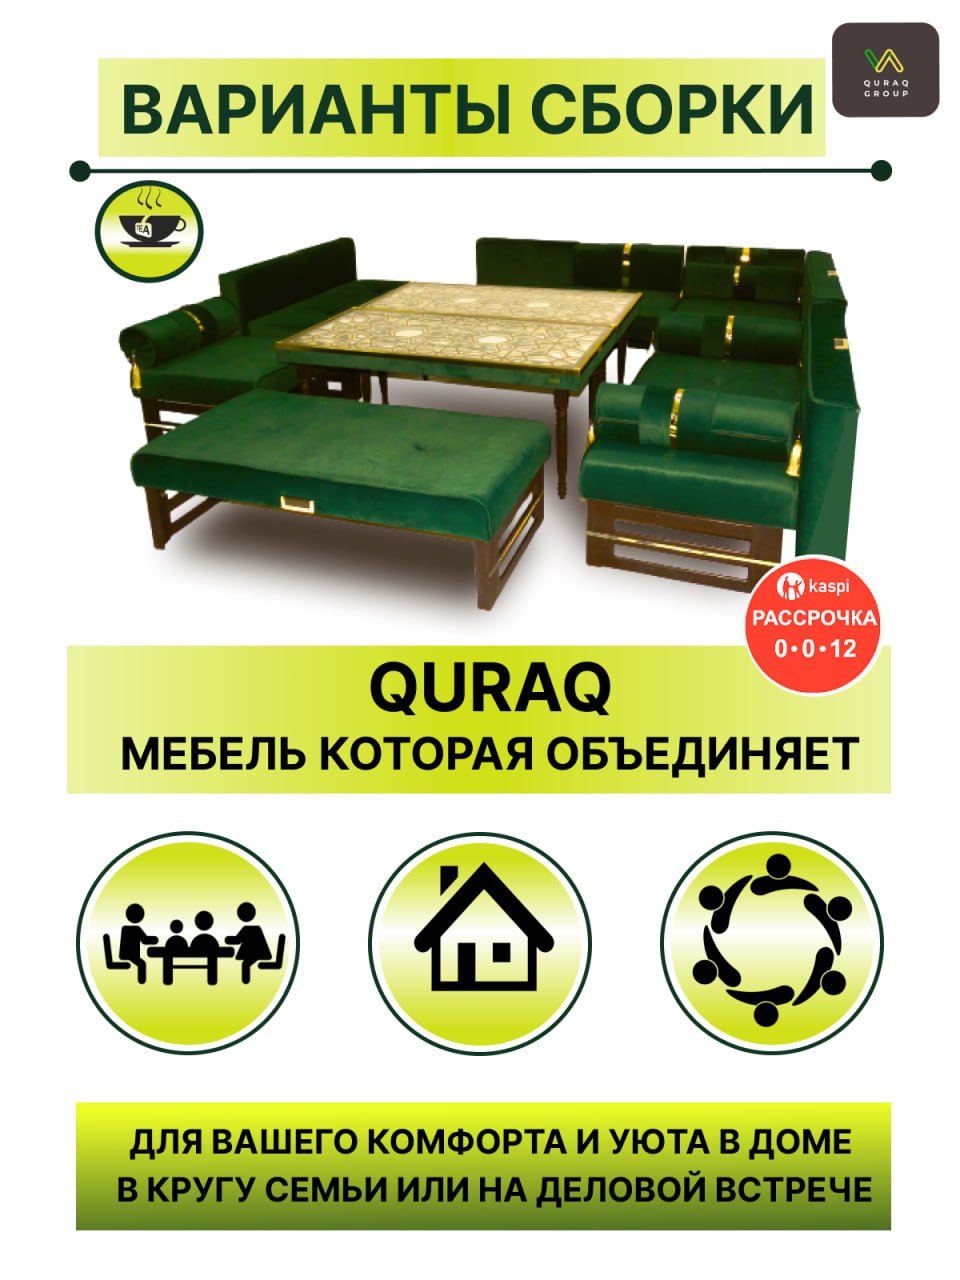 QURAQ
GROUP
ВАРИАНТЫ СБОРКИ
TEA
kaspi
РАССРОЧКА
0•0•12
QURAQ
МЕБЕЛЬ КОТОРАЯ ОБЪЕДИНЯЕТ
ДЛЯ ВАШЕГО КОМФОРТА И УЮТА В ДОМЕ
В КРУГУ СЕМЬИ ИЛИ НА ДЕЛОВОЙ ВСТРЕЧЕ